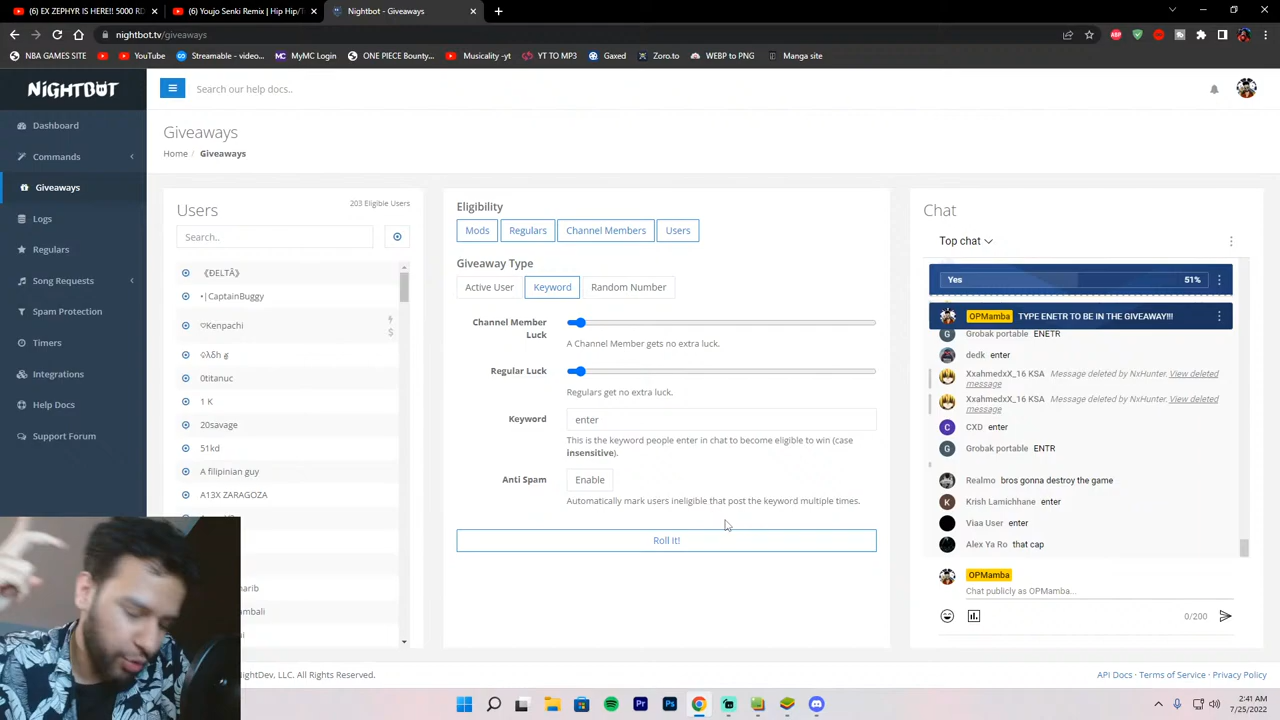 (6) EX ZEPHYR IS HERE!! 5000 RD
(6) Youjo Senki Remix | Hip Hip/T
Nightbot - Giveaways
nightbot.tv/giveaways
NBA GAMES SITE
YouTube
Streamable - video...
MyMC Login
ONE PIECE Bounty...
Musicality -yt
YT TO MP3
Gaxed
Zoro.to
WEBP to PNG
Manga site
NiGHTBOT
Search our help docs..
Dashboard
Commands
Giveaways
Logs
Regulars
Song Requests
Spam Protection
Timers
Integrations
Help Docs
Support Forum
Giveaways
Home / Giveaways
Users
203 Eligible Users
Search..
《ĐELTÂ》
•|CaptainBuggy
♡Kenpachi
0titanuc
1 K
20savage
51kd
A filipinian guy
A13X ZARAGOZA
Eligibility
Mods
Regulars
Channel Members
Users
Giveaway Type
Active User
Keyword
Random Number
Channel Member
Luck
A Channel Member gets no extra luck.
Regular Luck
Regulars get no extra luck.
Keyword
enter
This is the keyword people enter in chat to become eligible to win (case
insensitive).
Anti Spam
Enable
Automatically mark users ineligible that post the keyword multiple times.
Roll It!
Chat
Top chat
Yes 51%
OPMamba TYPE ENETR TO BE IN THE GIVEAWAY!!!
Grobak portable ENETR
dedk enter
XxahmedxX_16 KSA Message deleted by NxHunter. View deleted
message
XxahmedxX_16 KSA Message deleted by NxHunter. View deleted
message
CXD enter
Grobak portable ENTR
Realmo bros gonna destroy the game
Krish Lamichhane enter
Viaa User enter
Alex Ya Ro that cap
OPMamba
Chat publicly as OPMamba...
0/200
ightDev, LLC. All Rights Reserved.
API Docs - Terms of Service - Privacy Policy
2:41 AM
7/25/2022